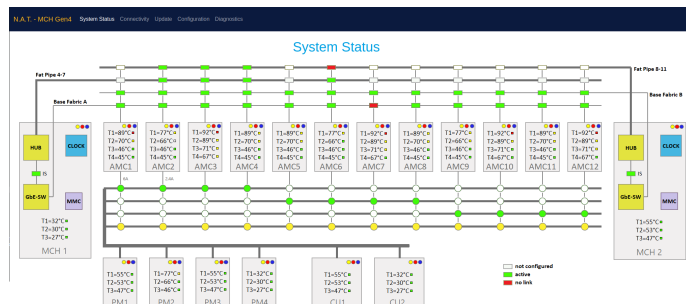 N.A.T. - MCH Gen4 System Status Connectivity Update Configuration Diagnostics
System Status
Fat Pipe 4-7
Fat Pipe 8-11
Base Fabric A
Base Fabric B
T1=89°C
T2=70°C
T3=46°C
T4=45°C
AMC1
T1=77°C
T2=66°C
T3=46°C
T4=45°C
AMC2
T1=92°C
T2=89°C
T3=71°C
T4=67°C
AMC3
T1=89°C
T2=70°C
T3=46°C
T4=45°C
AMC4
T1=89°C
T2=70°C
T3=46°C
T4=45°C
AMC5
T1=77°C
T2=66°C
T3=46°C
T4=45°C
AMC6
T1=92°C
T2=89°C
T3=71°C
T4=67°C
AMC7
T1=89°C
T2=70°C
T3=46°C
T4=45°C
AMC8
T1=77°C
T2=66°C
T3=46°C
T4=45°C
AMC9
T1=92°C
T2=89°C
T3=71°C
T4=67°C
AMC10
T1=89°C
T2=70°C
T3=46°C
T4=45°C
AMC11
T1=92°C
T2=89°C
T3=71°C
T4=67°C
AMC12
HUB
CLOCK
IS
GbE-SW
MMC
T1=32°C
T2=30°C
T3=27°C
MCH 1
HUB
CLOCK
IS
GbE-SW
MMC
T1=55°C
T2=53°C
T3=47°C
MCH 2
T1=55°C
T2=53°C
T3=47°C
PM1
T1=77°C
T2=66°C
T3=46°C
PM2
T1=55°C
T2=53°C
T3=47°C
PM3
T1=32°C
T2=30°C
T3=27°C
PM4
T1=55°C
T2=53°C
T3=47°C
CU1
T1=32°C
T2=30°C
T3=27°C
CU2
not configured
active
no link